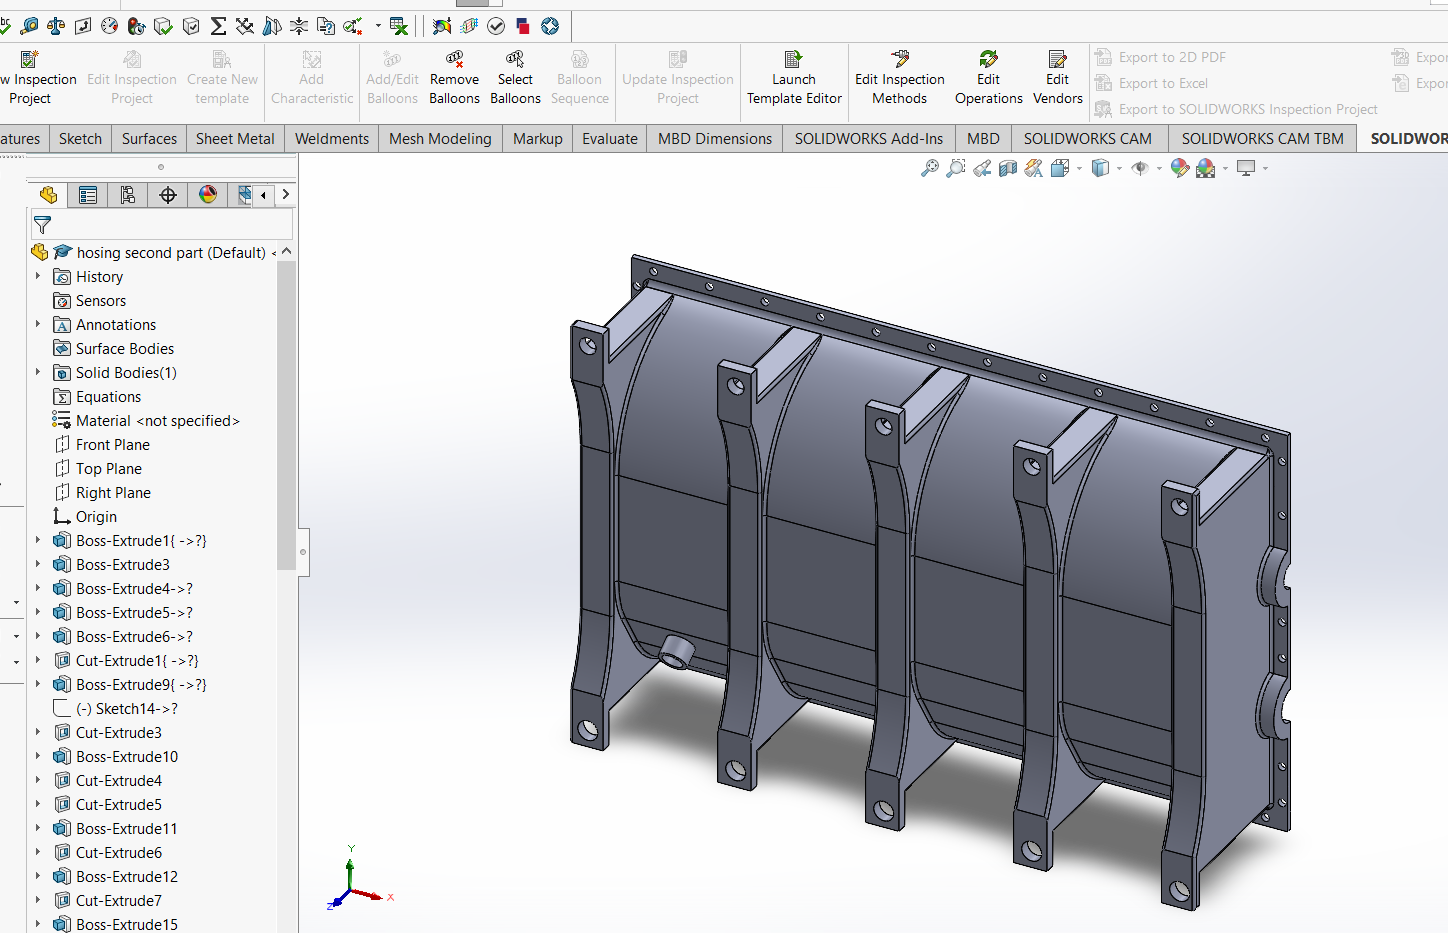 w Inspection Project
Edit Inspection Project
Create New template
Add Characteristic
Add/Edit Balloons
Remove Balloons
Select Balloons
Balloon Sequence
Update Inspection Project
Launch Template Editor
Edit Inspection Methods
Edit Operations
Edit Vendors
Export to 2D PDF
Export to Excel
Export to SOLIDWORKS Inspection Project
Expor
Expor
atures
Sketch
Surfaces
Sheet Metal
Weldments
Mesh Modeling
Markup
Evaluate
MBD Dimensions
SOLIDWORKS Add-Ins
MBD
SOLIDWORKS CAM
SOLIDWORKS CAM TBM
SOLIDWOR
hosing second part (Default) <
History
Sensors
Annotations
Surface Bodies
Solid Bodies(1)
Equations
Material <not specified>
Front Plane
Top Plane
Right Plane
Origin
Boss-Extrude1{ ->?}
Boss-Extrude3
Boss-Extrude4->?
Boss-Extrude5->?
Boss-Extrude6->?
Cut-Extrude1{ ->?}
Boss-Extrude9{ ->?}
(-) Sketch14->?
Cut-Extrude3
Boss-Extrude10
Cut-Extrude4
Cut-Extrude5
Boss-Extrude11
Cut-Extrude6
Boss-Extrude12
Cut-Extrude7
Boss-Extrude15
Y
X
Z